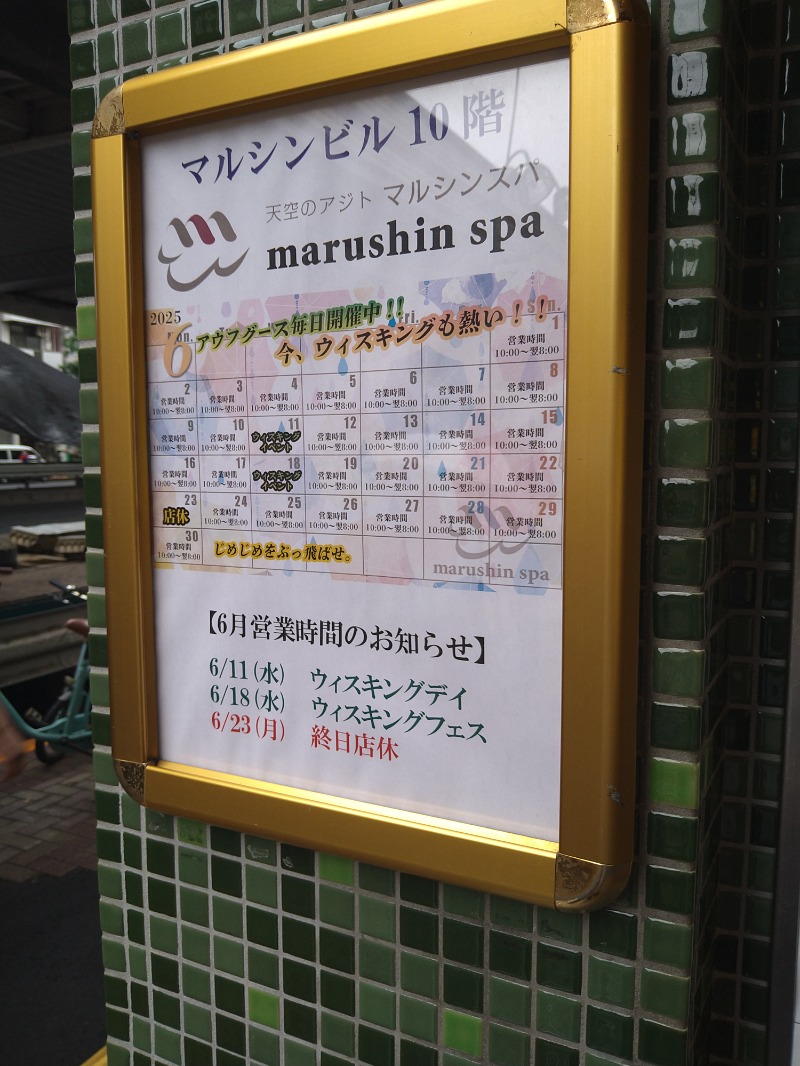 マルシンビル 10 階
天空のアジト マルシンスパ
marushin spa
2025
6
アウフグース毎日開催中!!
今、ウィスキングも熱い!!
Mon. Fri. Sun.
1
営業時間
10:00〜翌8:00
2 3 4 5 6 7 8
営業時間 営業時間 営業時間 営業時間 営業時間 営業時間 営業時間
10:00〜翌8:00 10:00〜翌8:00 10:00〜翌8:00 10:00〜翌8:00 10:00〜翌8:00 10:00〜翌8:00 10:00〜翌8:00
9 10 11 12 13 14 15
営業時間 営業時間 ウィスキング 営業時間 営業時間 営業時間 営業時間
10:00〜翌8:00 10:00〜翌8:00 イベント 10:00〜翌8:00 10:00〜翌8:00 10:00〜翌8:00 10:00〜翌8:00
16 17 18 19 20 21 22
営業時間 営業時間 ウィスキング 営業時間 営業時間 営業時間 営業時間
10:00〜翌8:00 10:00〜翌8:00 イベント 10:00〜翌8:00 10:00〜翌8:00 10:00〜翌8:00 10:00〜翌8:00
23 24 25 26 27 28 29
店休 営業時間 営業時間 営業時間 営業時間 営業時間 営業時間
10:00〜翌8:00 10:00〜翌8:00 10:00〜翌8:00 10:00〜翌8:00 10:00〜翌8:00 10:00〜翌8:00
30
営業時間
10:00〜翌8:00
じめじめをぶっ飛ばせ。
marushin spa
【6月営業時間のお知らせ】
6/11(水) ウィスキングデイ
6/18(水) ウィスキングフェス
6/23(月) 終日店休